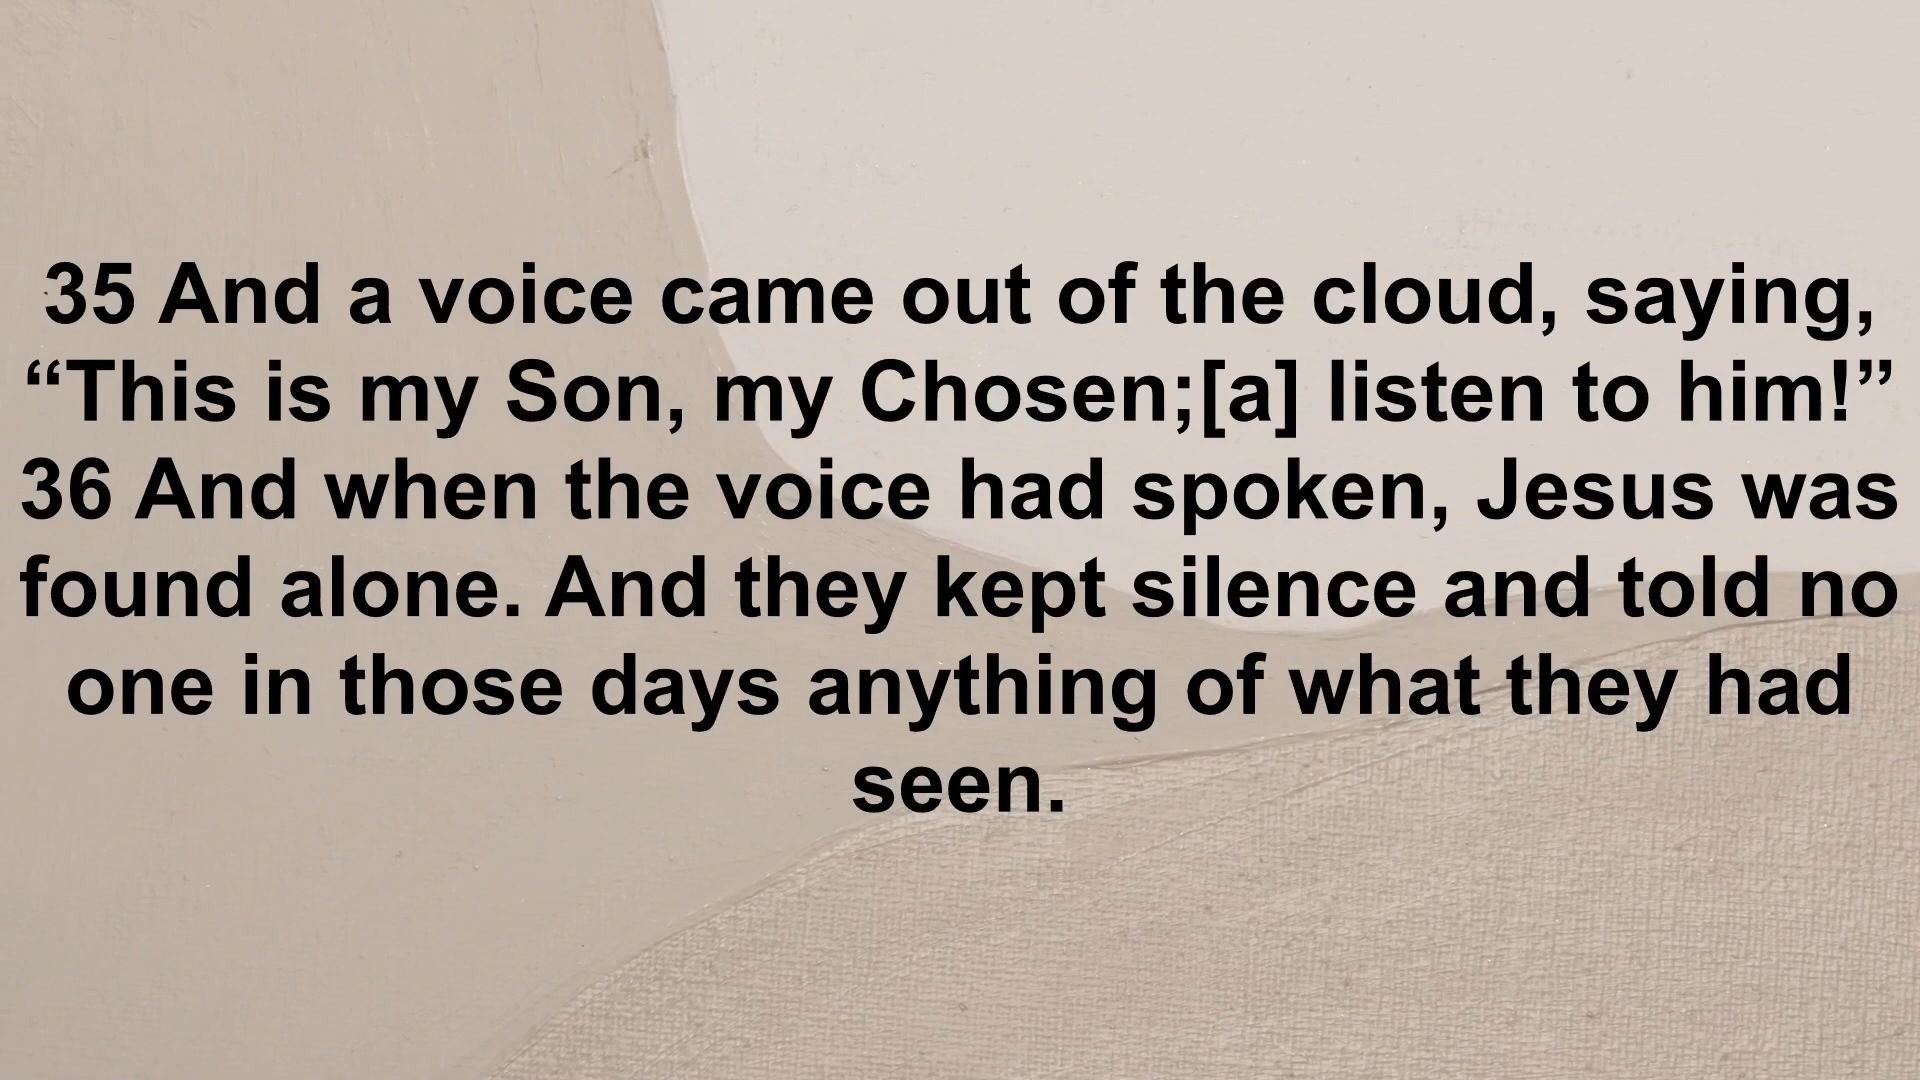 35 And a voice came out of the cloud, saying,
“This is my Son, my Chosen;[a] listen to him!”
36 And when the voice had spoken, Jesus was
found alone. And they kept silence and told no
one in those days anything of what they had
seen.